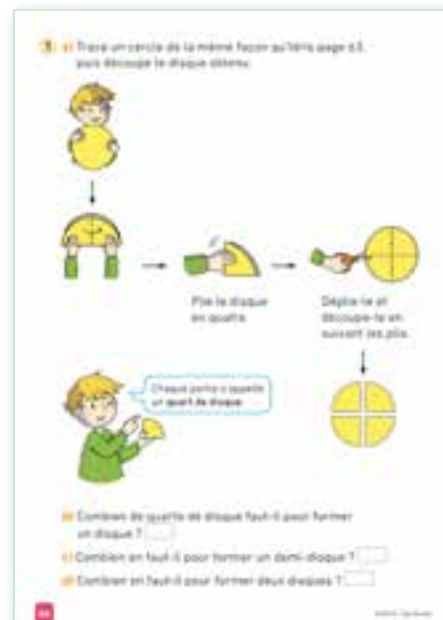 1 a) Trace un cercle de la même façon qu'Idris page 63,
puis découpe le disque obtenu.
Plie le disque
en quatre.
Déplie-le et
découpe-le en
suivant les plis.
Chaque partie s'appelle
un quart de disque.
b) Combien de quarts de disque faut-il pour former
un disque ?
c) Combien en faut-il pour former un demi-disque ?
d) Combien en faut-il pour former deux disques ?